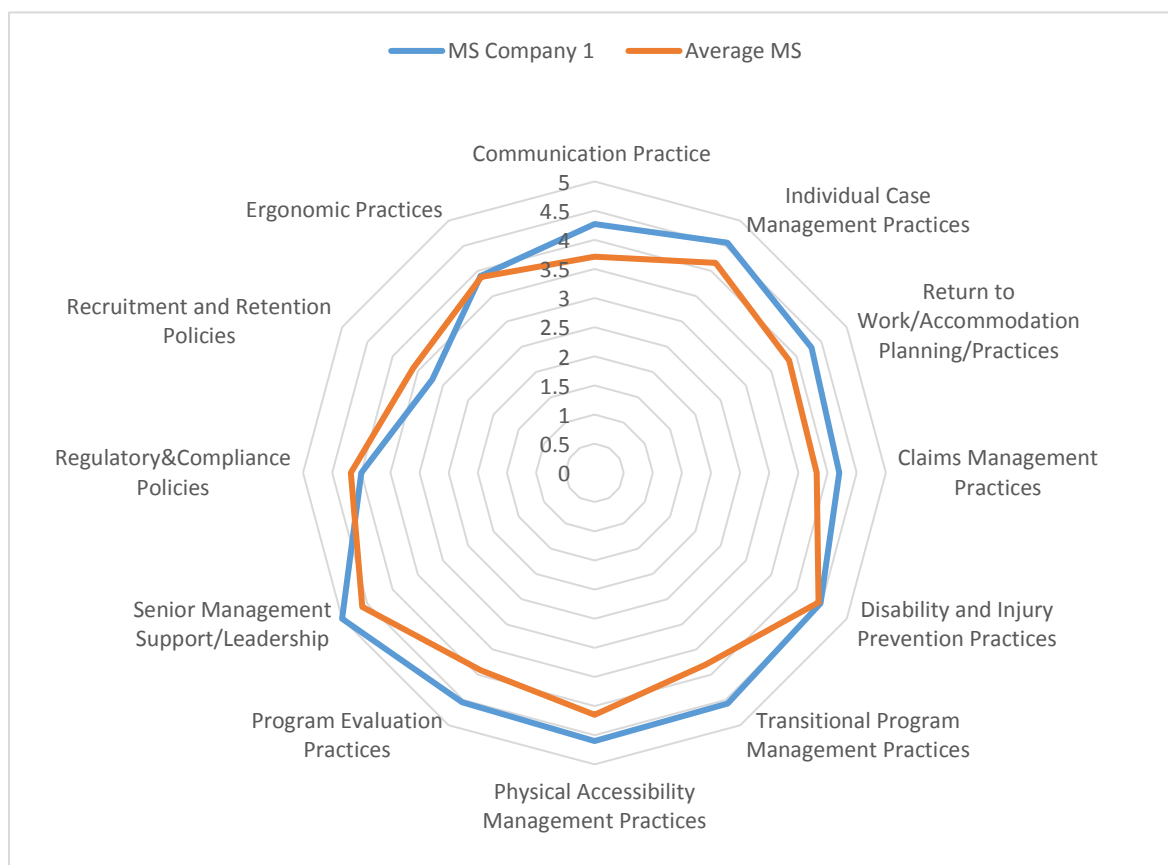 MS Company 1
Average MS
Communication Practice
Individual Case
Management Practices
Return to
Work/Accommodation
Planning/Practices
Claims Management
Practices
Disability and Injury
Prevention Practices
Transitional Program
Management Practices
Physical Accessibility
Management Practices
Program Evaluation
Practices
Senior Management
Support/Leadership
Regulatory&Compliance
Policies
Recruitment and Retention
Policies
Ergonomic Practices
5
4.5
4
3.5
3
2.5
2
1.5
1
0.5
0